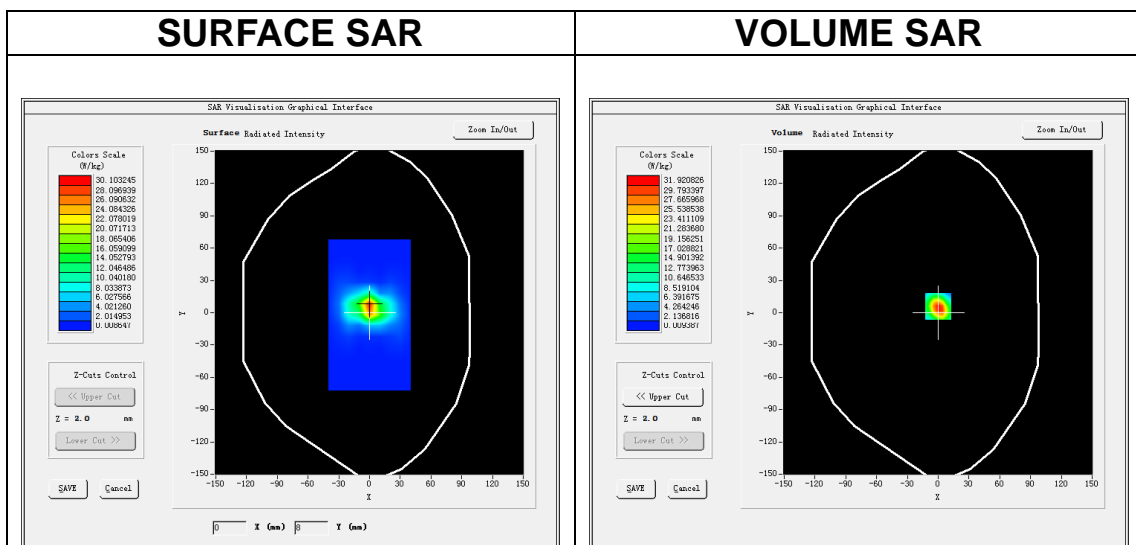 SURFACE SAR
VOLUME SAR
SAR Visualisation Graphical Interface
Surface Radiated Intensity
Zoom In/Out
Colors Scale
(W/kg)
30.103245
28.096939
26.090632
24.084326
22.078019
20.071713
18.065406
16.059099
14.052793
12.046486
10.040180
8.033873
6.027566
4.021260
2.014953
0.008647
Z-Cuts Control
<< Upper Cut
Z = 2.0 mm
Lower Cut >>
SAVE Cancel
150
120
90
60
30
0
-30
-60
-90
-120
-150
Y
-150 -120 -90 -60 -30 0 30 60 90 120 150
X
0 X (mm) 8 Y (mm)
SAR Visualisation Graphical Interface
Volume Radiated Intensity
Zoom In/Out
Colors Scale
(W/kg)
31.920826
29.793397
27.665968
25.538538
23.411109
21.283680
19.156251
17.028821
14.901392
12.773963
10.646533
8.519104
6.391675
4.264246
2.136816
0.009387
Z-Cuts Control
<< Upper Cut
Z = 2.0 mm
Lower Cut >>
SAVE Cancel
150
120
90
60
30
0
-30
-60
-90
-120
-150
Y
-150 -120 -90 -60 -30 0 30 60 90 120 150
X